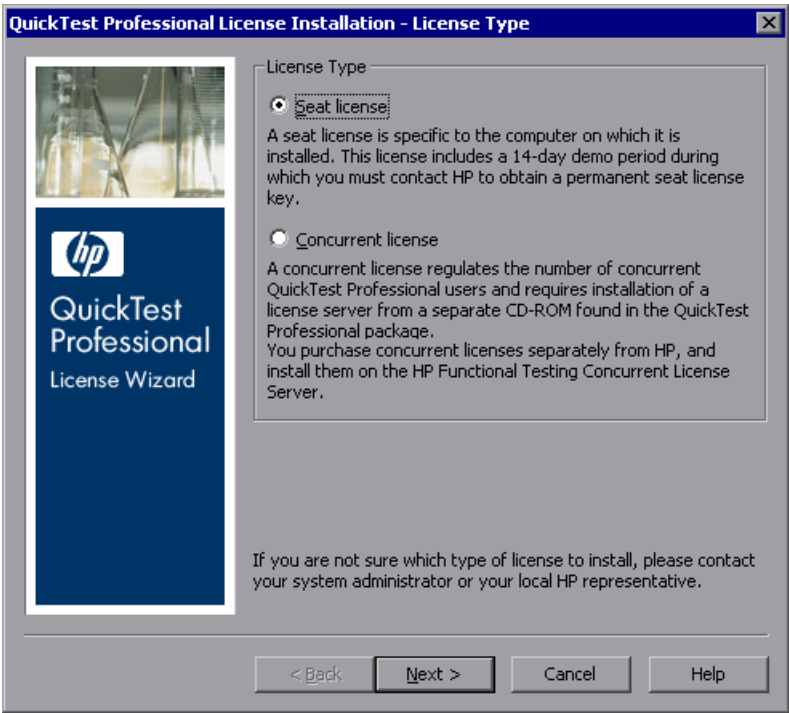 QuickTest Professional License Installation - License Type
License Type
Seat license
A seat license is specific to the computer on which it is
installed. This license includes a 14-day demo period during
which you must contact HP to obtain a permanent seat license
key.
Concurrent license
A concurrent license regulates the number of concurrent
QuickTest Professional users and requires installation of a
license server from a separate CD-ROM found in the QuickTest
Professional package.
You purchase concurrent licenses separately from HP, and
install them on the HP Functional Testing Concurrent License
Server.
hp
QuickTest
Professional
License Wizard
If you are not sure which type of license to install, please contact
your system administrator or your local HP representative.
< Back
Next >
Cancel
Help